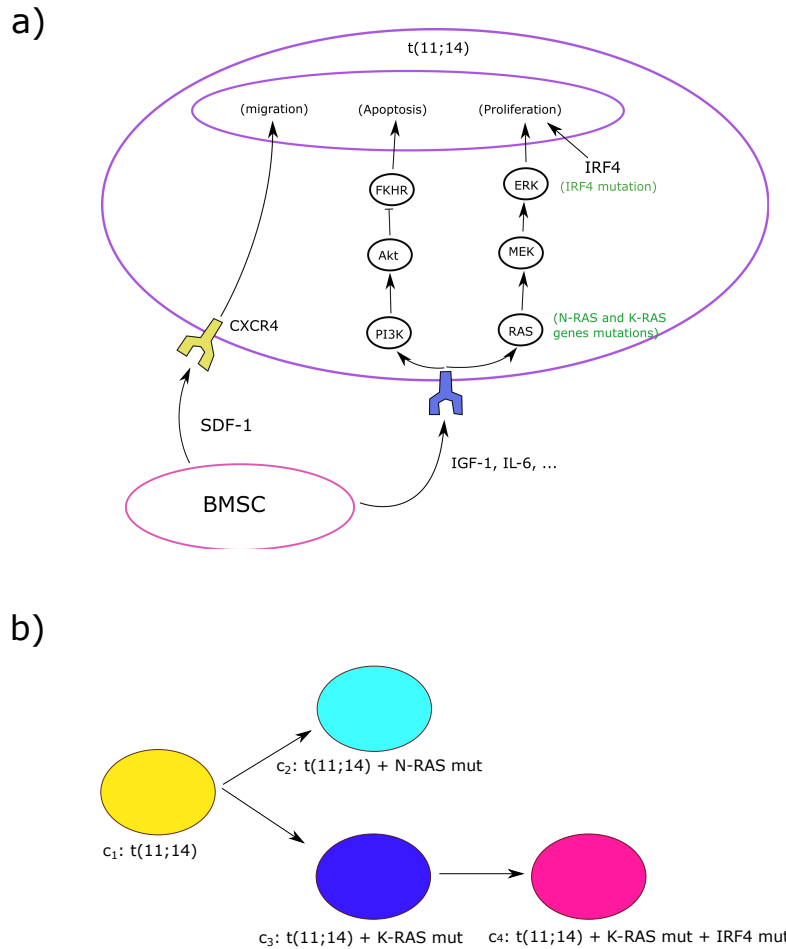 a)
t(11;14)
(migration)
(Apoptosis)
(Proliferation)
IRF4
(IRF4 mutation)
FKHR
ERK
Akt
MEK
CXCR4
PI3K
RAS
(N-RAS and K-RAS
genes mutations)
SDF-1
IGF-1, IL-6, ...
BMSC
b)
c₂: t(11;14) + N-RAS mut
c₁: t(11;14)
c₃: t(11;14) + K-RAS mut
c₄: t(11;14) + K-RAS mut + IRF4 mut